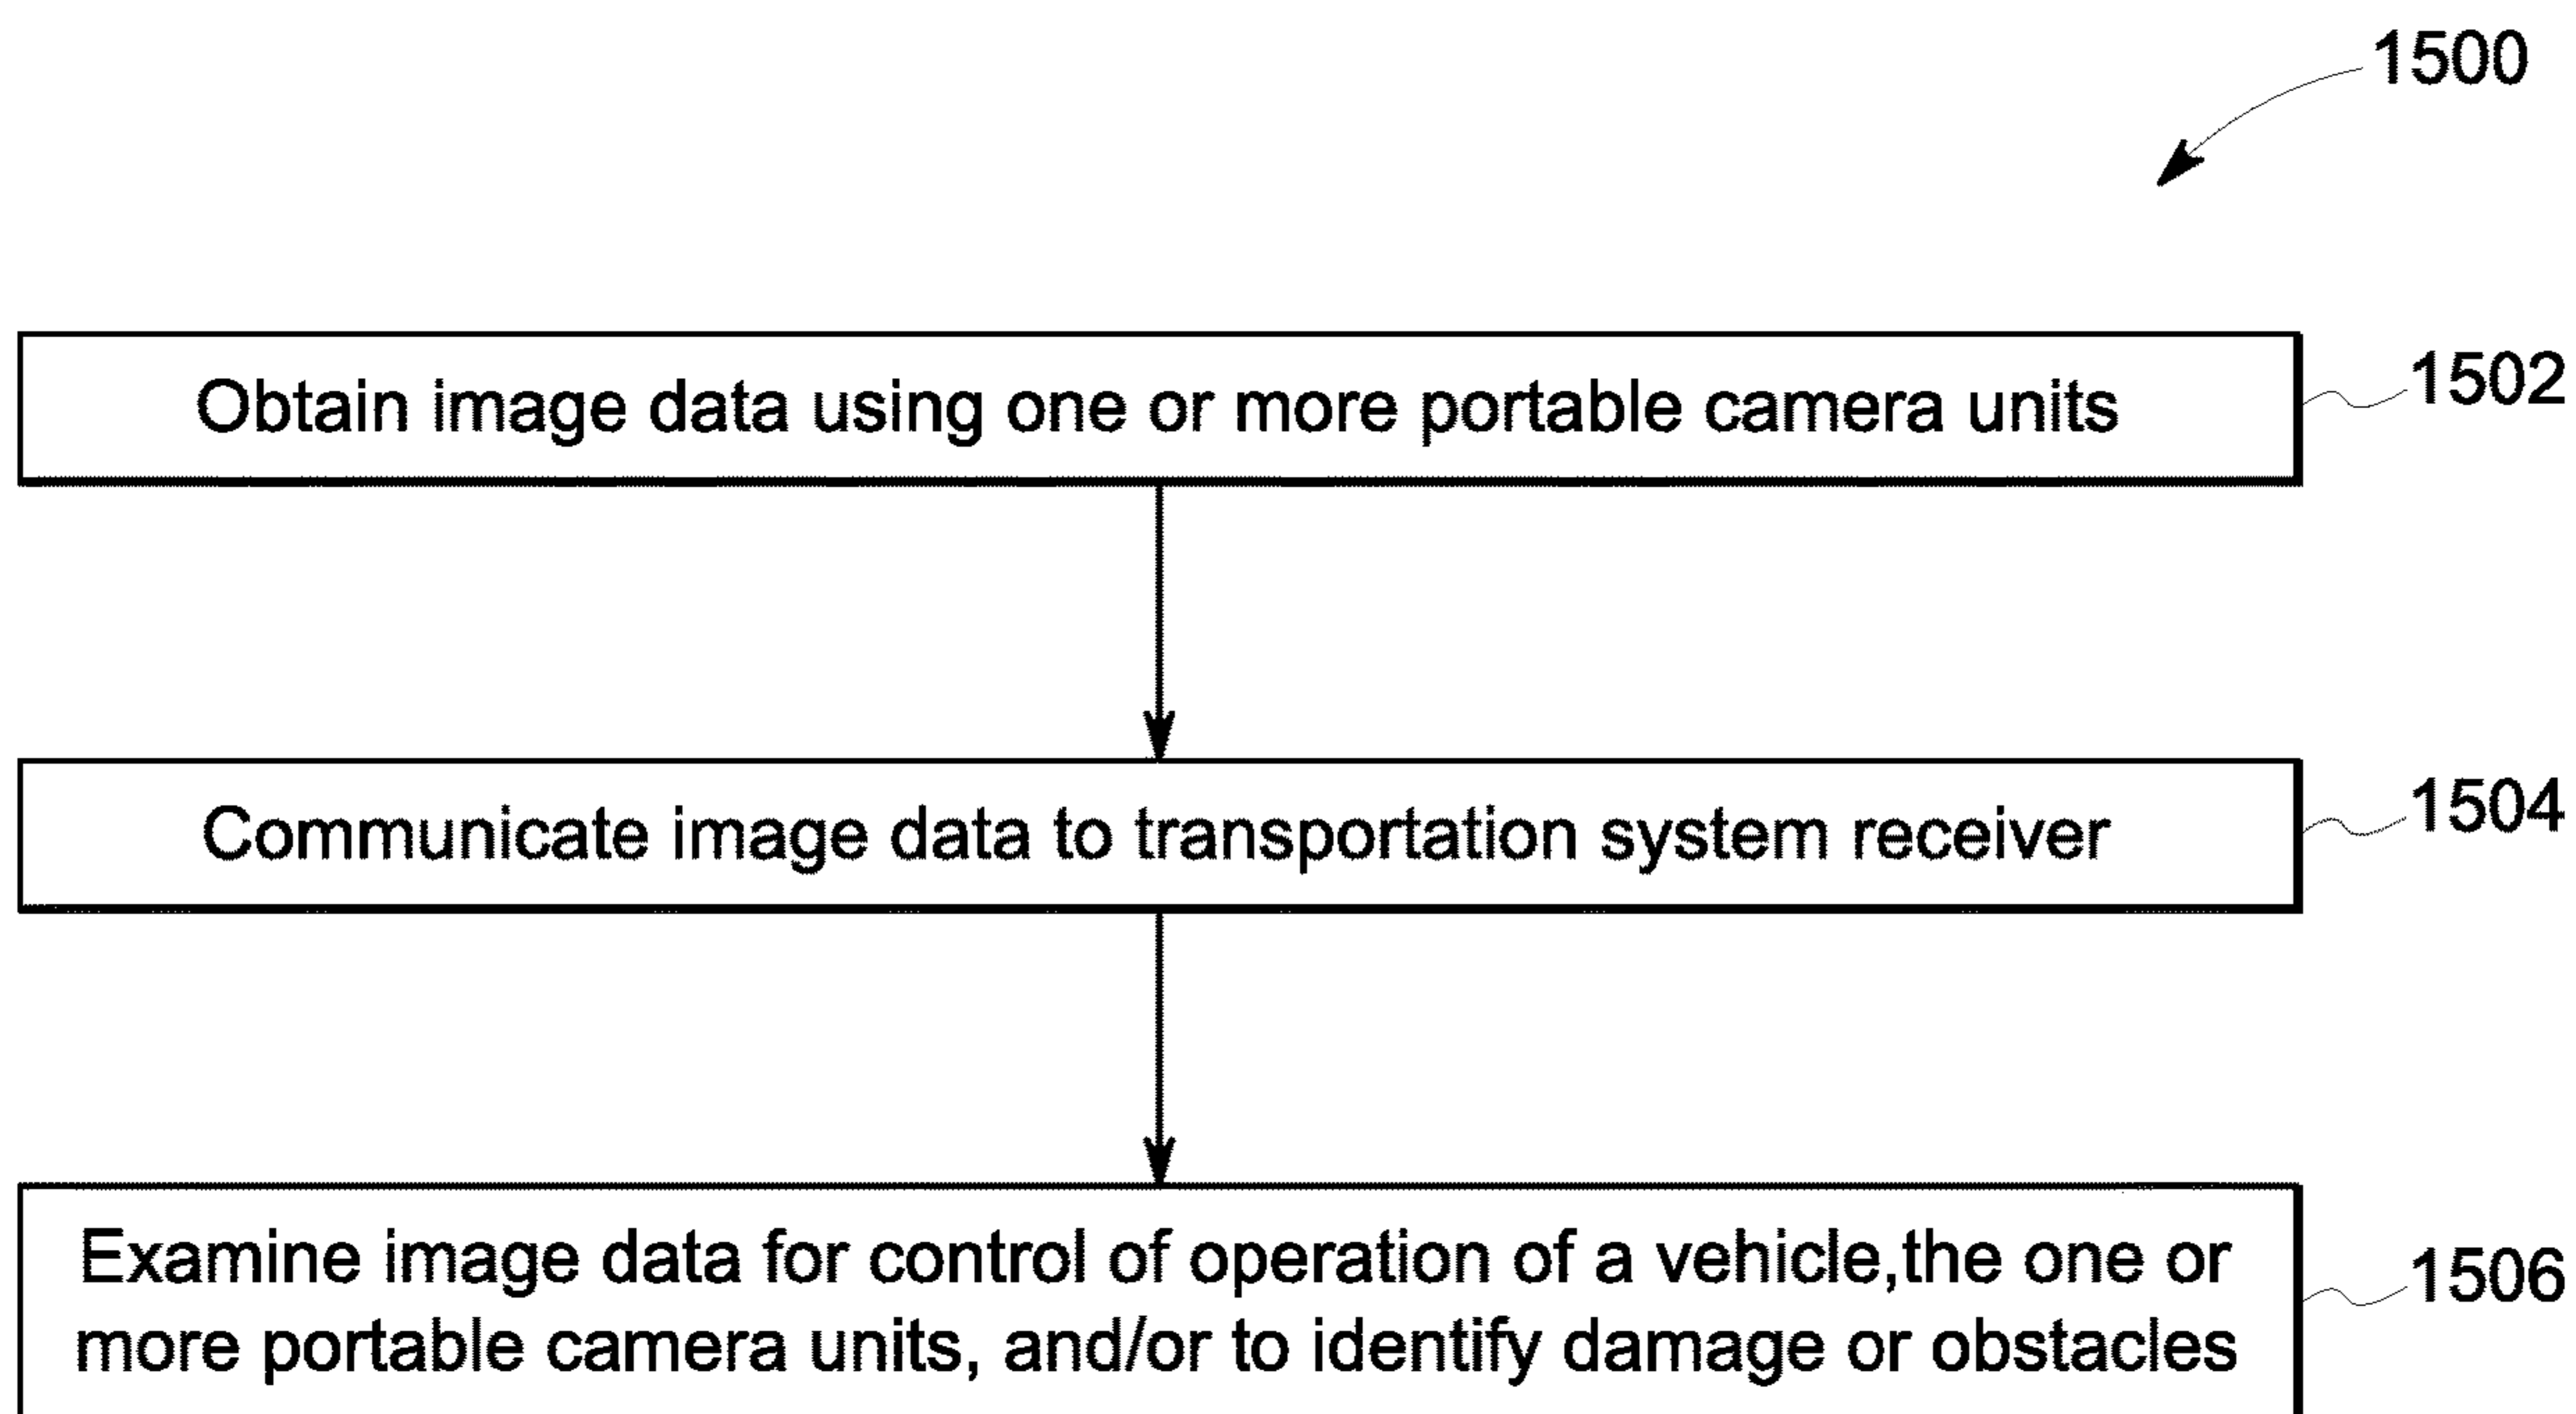 1500
Obtain image data using one or more portable camera units
1502
Communicate image data to transportation system receiver
1504
Examine image data for control of operation of a vehicle,the one or
more portable camera units, and/or to identify damage or obstacles
1506